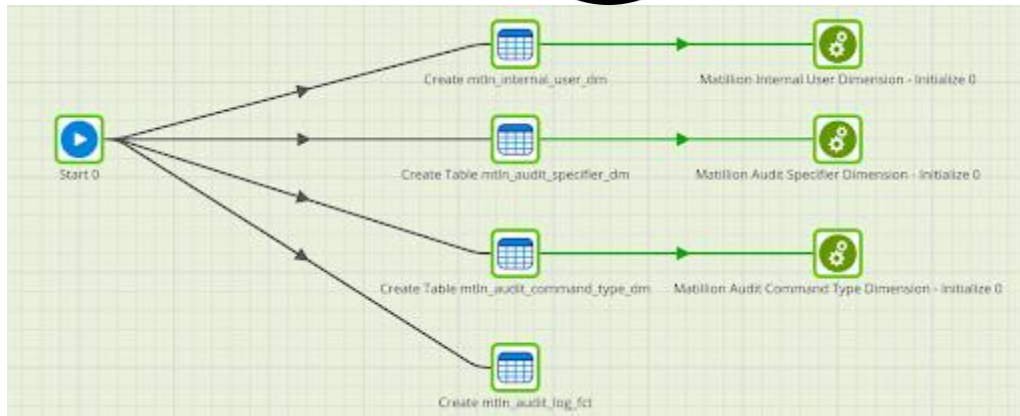 Create mtln_internal_user_dm
Matillion Internal User Dimension - Initialize 0
Start 0
Create Table mtln_audit_specifier_dm
Matillion Audit Specifier Dimension - Initialize 0
Create Table mtln_audit_command_type_dm
Matillion Audit Command Type Dimension - Initialize 0
Create mtln_audit_log_fct